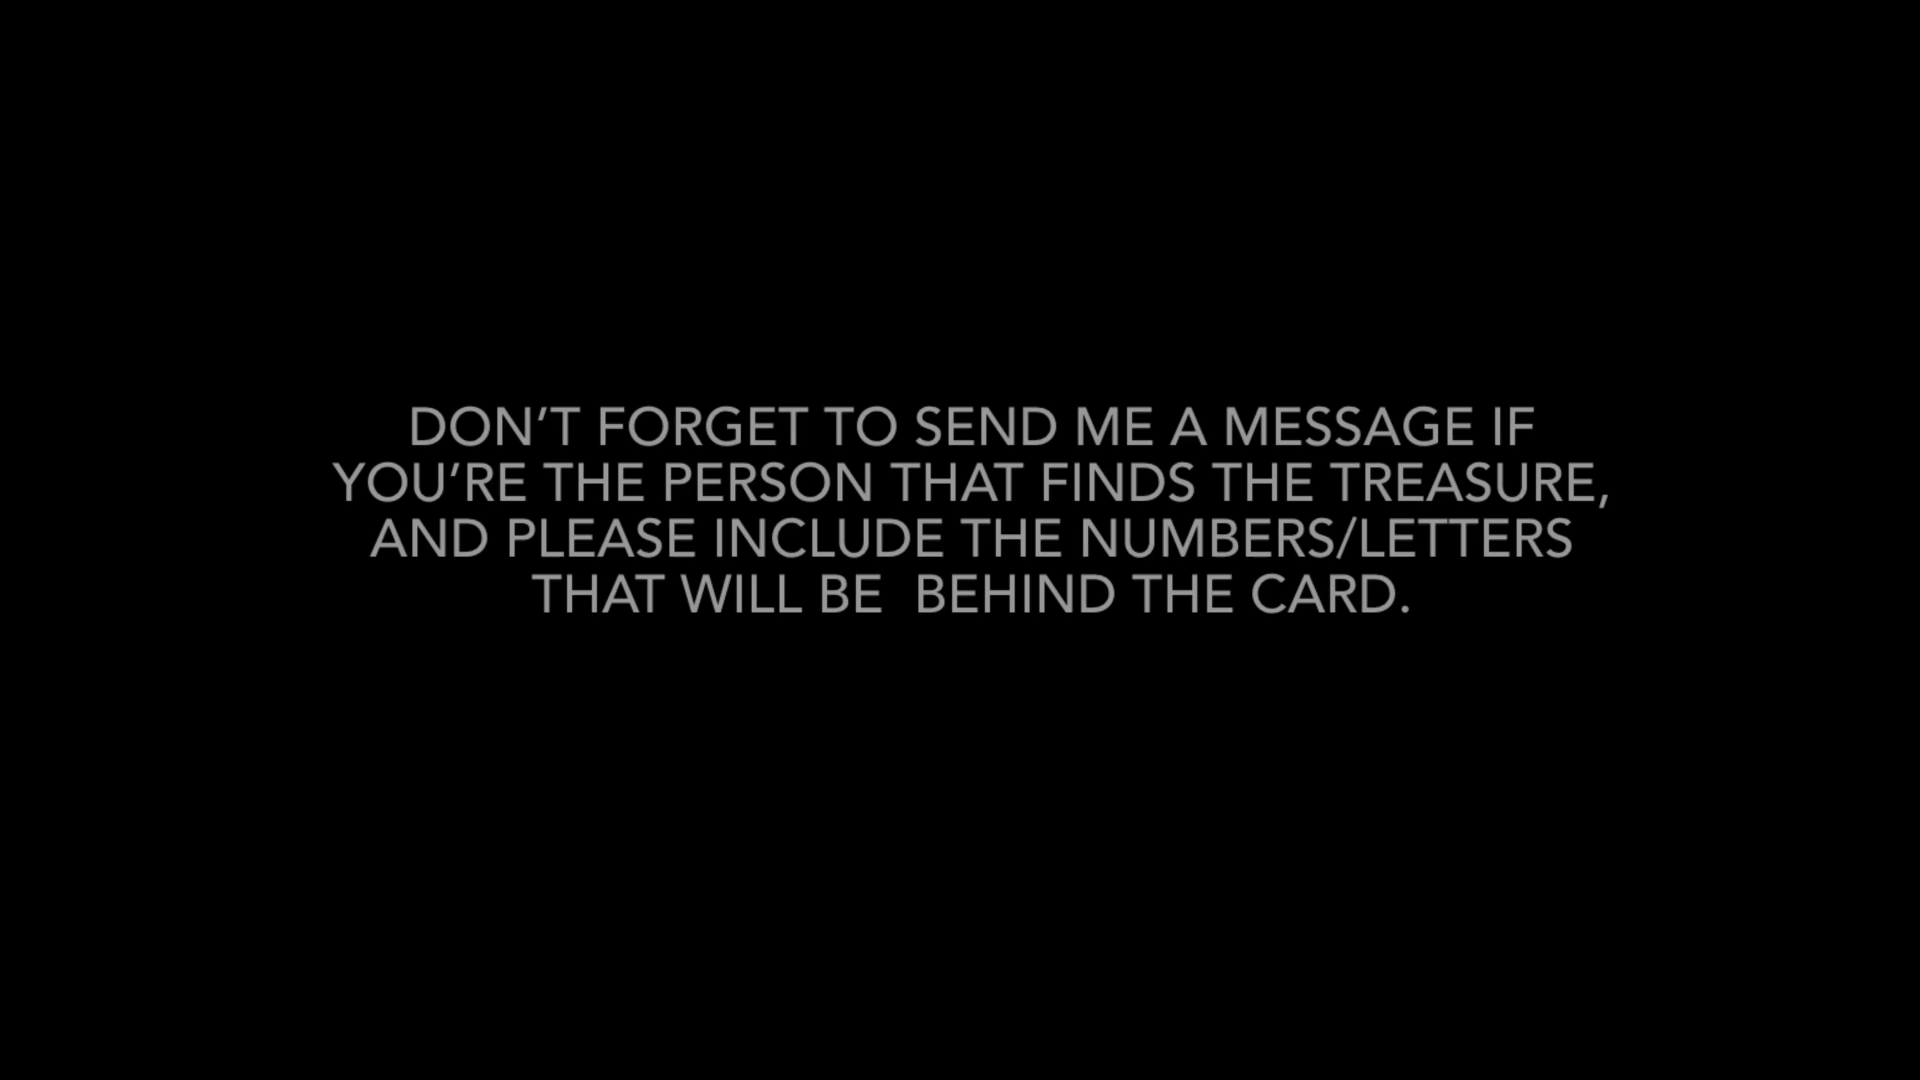 DON’T FORGET TO SEND ME A MESSAGE IF
YOU’RE THE PERSON THAT FINDS THE TREASURE,
AND PLEASE INCLUDE THE NUMBERS/LETTERS
THAT WILL BE  BEHIND THE CARD.